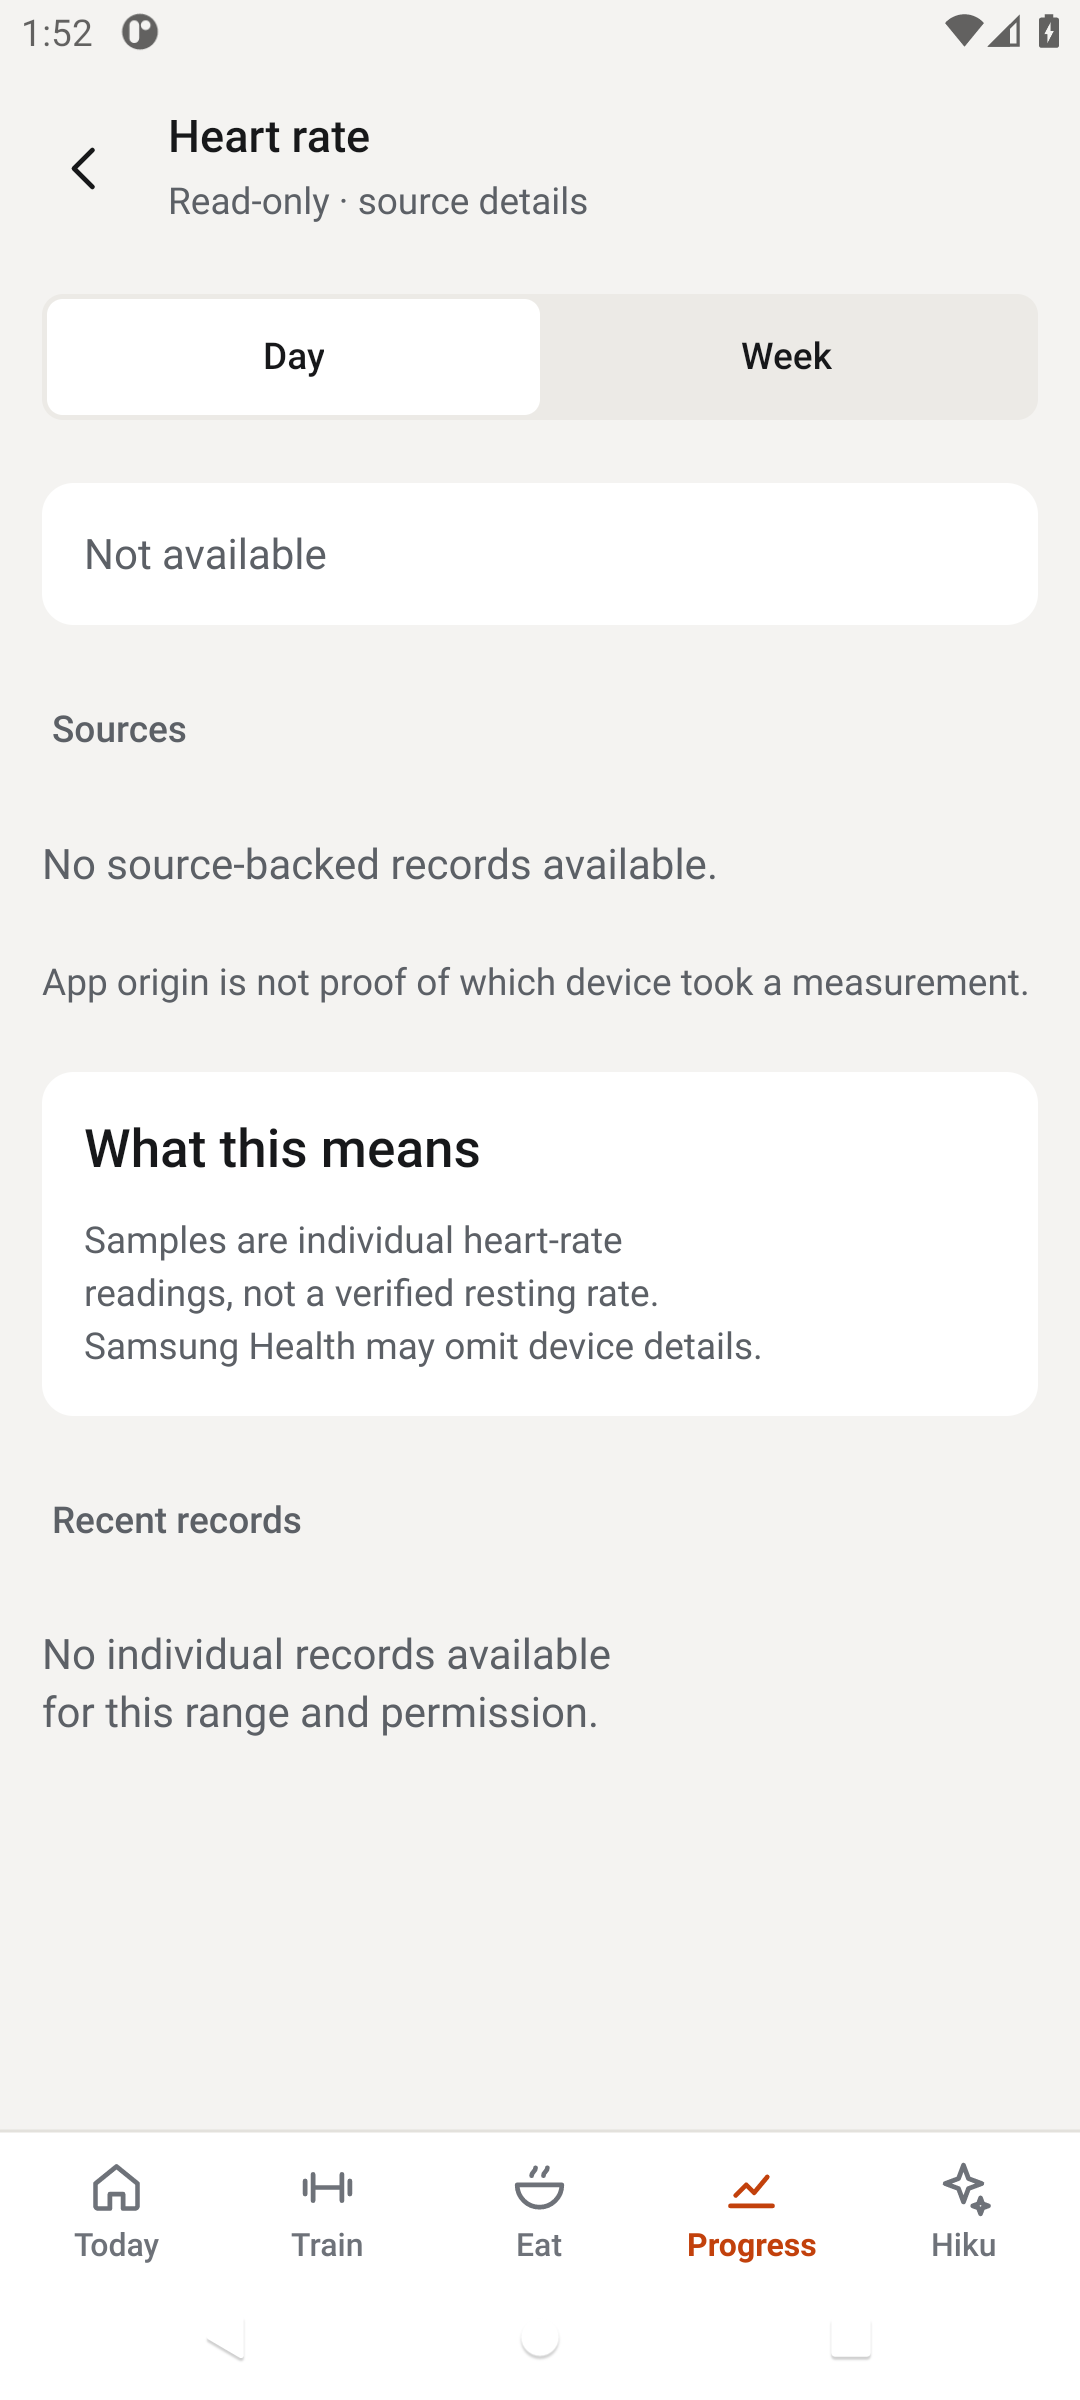 1:52
Heart rate
Read-only · source details
Day
Week
Not available
Sources
No source-backed records available.
App origin is not proof of which device took a measurement.
What this means
Samples are individual heart-rate
readings, not a verified resting rate.
Samsung Health may omit device details.
Recent records
No individual records available
for this range and permission.
Today
Train
Eat
Progress
Hiku